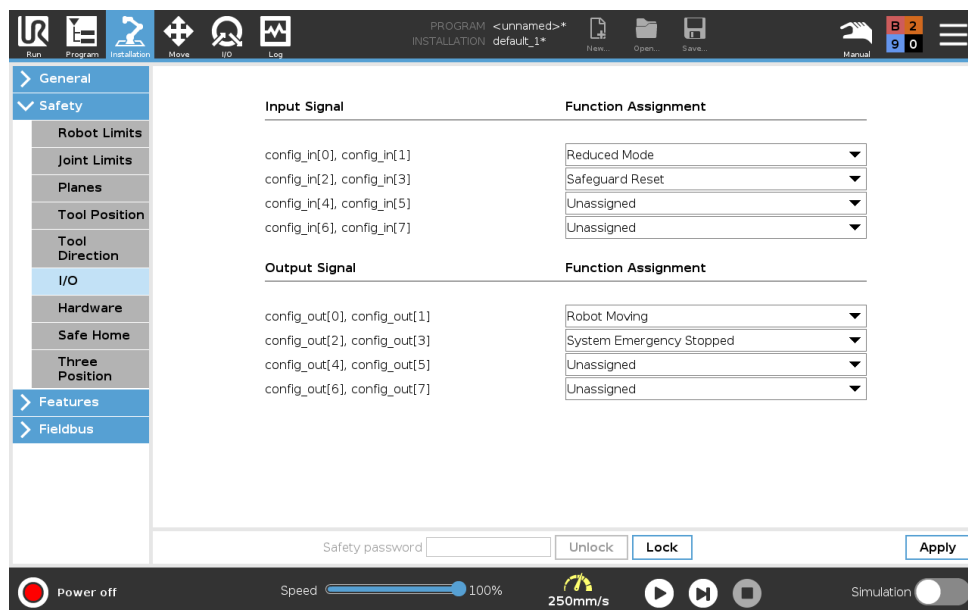 PROGRAM <unnamed>*
INSTALLATION default_1*
Run Program Installation Move I/O Log New... Open... Save... Manual
B 2
9 0
General
Safety
Robot Limits
Joint Limits
Planes
Tool Position
Tool
Direction
I/O
Hardware
Safe Home
Three
Position
Features
Fieldbus
Input Signal Function Assignment
config_in[0], config_in[1] Reduced Mode
config_in[2], config_in[3] Safeguard Reset
config_in[4], config_in[5] Unassigned
config_in[6], config_in[7] Unassigned
Output Signal Function Assignment
config_out[0], config_out[1] Robot Moving
config_out[2], config_out[3] System Emergency Stopped
config_out[4], config_out[5] Unassigned
config_out[6], config_out[7] Unassigned
Safety password Unlock Lock Apply
Power off Speed 100% 250mm/s Simulation